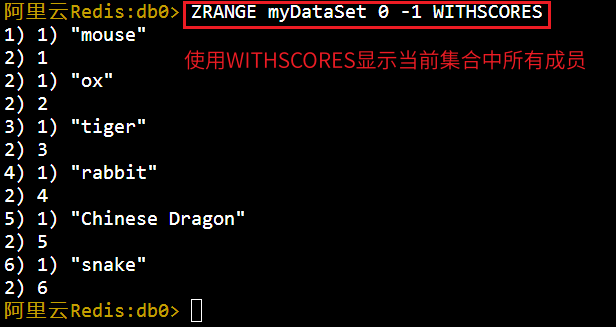 阿里云Redis:db0> ZRANGE myDataSet 0 -1 WITHSCORES
1) 1) "mouse"
使用WITHSCORES显示当前集合中所有成员
2) 1
2) 1) "ox"
2) 2
3) 1) "tiger"
2) 3
4) 1) "rabbit"
2) 4
5) 1) "Chinese Dragon"
2) 5
6) 1) "snake"
2) 6
阿里云Redis:db0>